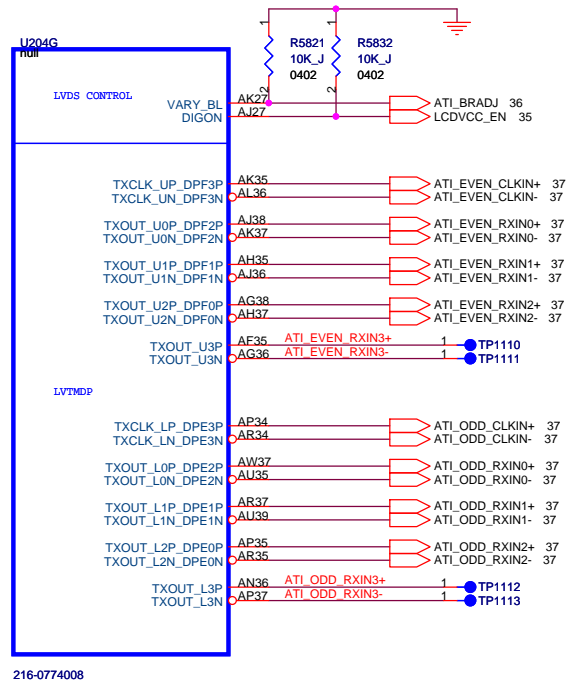 U204G
null
LVDS CONTROL
1
1
R5821
10K_J
0402
R5832
10K_J
0402
2
2
VARY_BL AK27 ATI_BRADJ 36
DIGON AJ27 LCDVCC_EN 35
TXCLK_UP_DPF3P AK35 ATI_EVEN_CLKIN+ 37
TXCLK_UN_DPF3N AL36 ATI_EVEN_CLKIN- 37
TXOUT_U0P_DPF2P AJ38 ATI_EVEN_RXIN0+ 37
TXOUT_U0N_DPF2N AK37 ATI_EVEN_RXIN0- 37
TXOUT_U1P_DPF1P AH35 ATI_EVEN_RXIN1+ 37
TXOUT_U1N_DPF1N AJ36 ATI_EVEN_RXIN1- 37
TXOUT_U2P_DPF0P AG38 ATI_EVEN_RXIN2+ 37
TXOUT_U2N_DPF0N AH37 ATI_EVEN_RXIN2- 37
TXOUT_U3P AF35 ATI_EVEN_RXIN3+ 1 TP1110
TXOUT_U3N AG36 ATI_EVEN_RXIN3- 1 TP1111
LVTMDP
TXCLK_LP_DPE3P AP34 ATI_ODD_CLKIN+ 37
TXCLK_LN_DPE3N AR34 ATI_ODD_CLKIN- 37
TXOUT_L0P_DPE2P AW37 ATI_ODD_RXIN0+ 37
TXOUT_L0N_DPE2N AU35 ATI_ODD_RXIN0- 37
TXOUT_L1P_DPE1P AR37 ATI_ODD_RXIN1+ 37
TXOUT_L1N_DPE1N AU39 ATI_ODD_RXIN1- 37
TXOUT_L2P_DPE0P AP35 ATI_ODD_RXIN2+ 37
TXOUT_L2N_DPE0N AR35 ATI_ODD_RXIN2- 37
TXOUT_L3P AN36 ATI_ODD_RXIN3+ 1 TP1112
TXOUT_L3N AP37 ATI_ODD_RXIN3- 1 TP1113
216-0774008